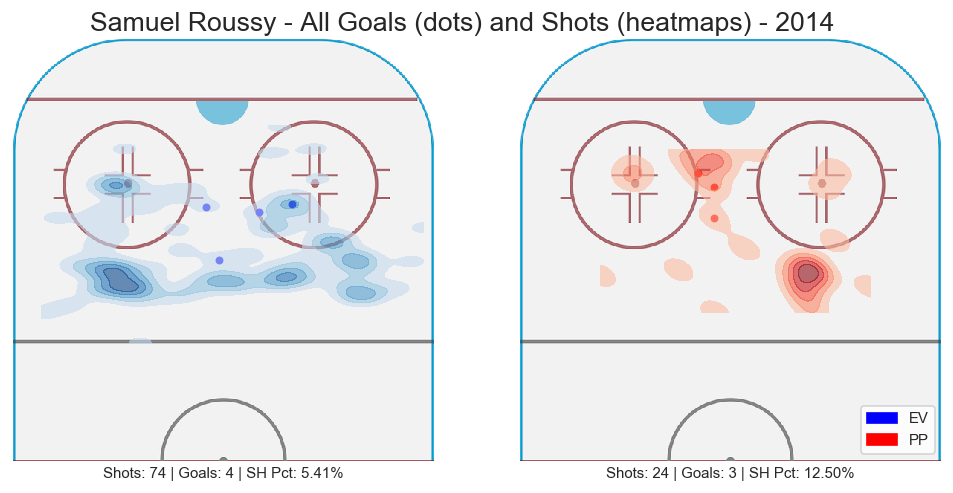 Samuel Roussy - All Goals (dots) and Shots (heatmaps) - 2014
EV
PP
Shots: 74 | Goals: 4 | SH Pct: 5.41%
Shots: 24 | Goals: 3 | SH Pct: 12.50%